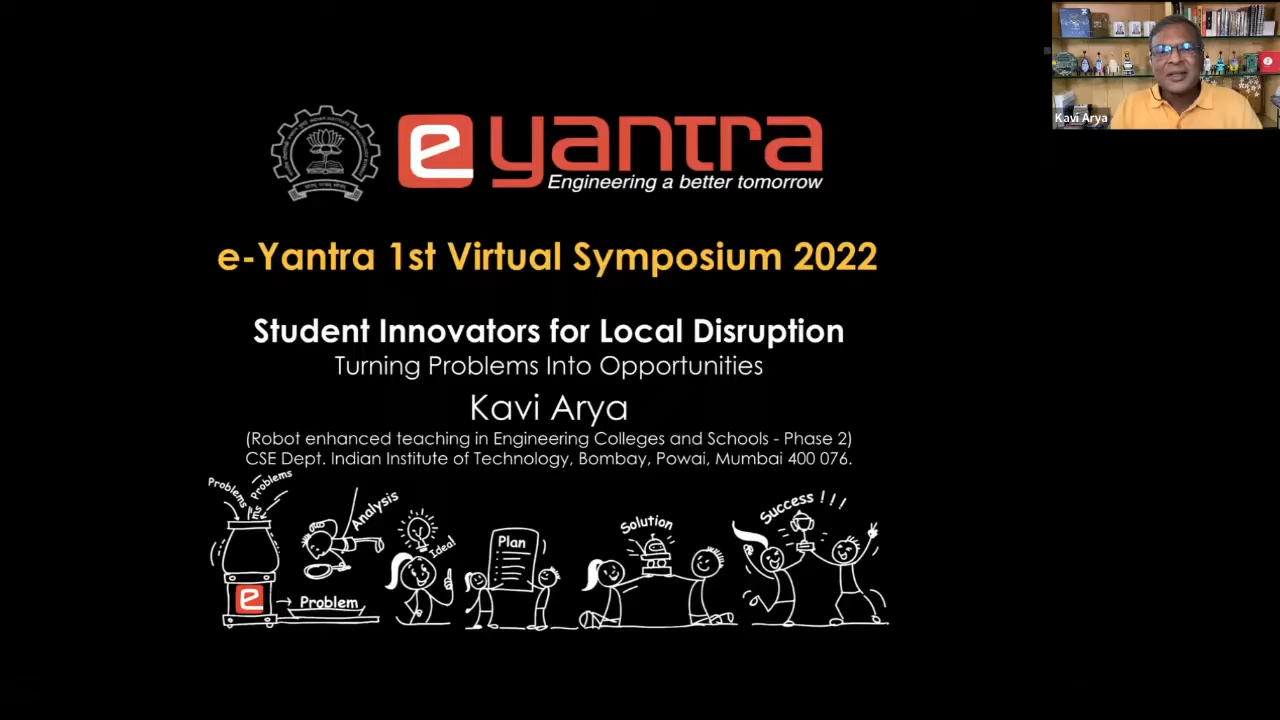 e yantra
Engineering a better tomorrow
e-Yantra 1st Virtual Symposium 2022
Student Innovators for Local Disruption
Turning Problems Into Opportunities
Kavi Arya
(Robot enhanced teaching in Engineering Colleges and Schools - Phase 2)
CSE Dept. Indian Institute of Technology, Bombay, Powai, Mumbai 400 076.
Problems
Problems
Analysis
Idea!
Plan
Solution
Success !!!
e
Problem
Kavi Arya